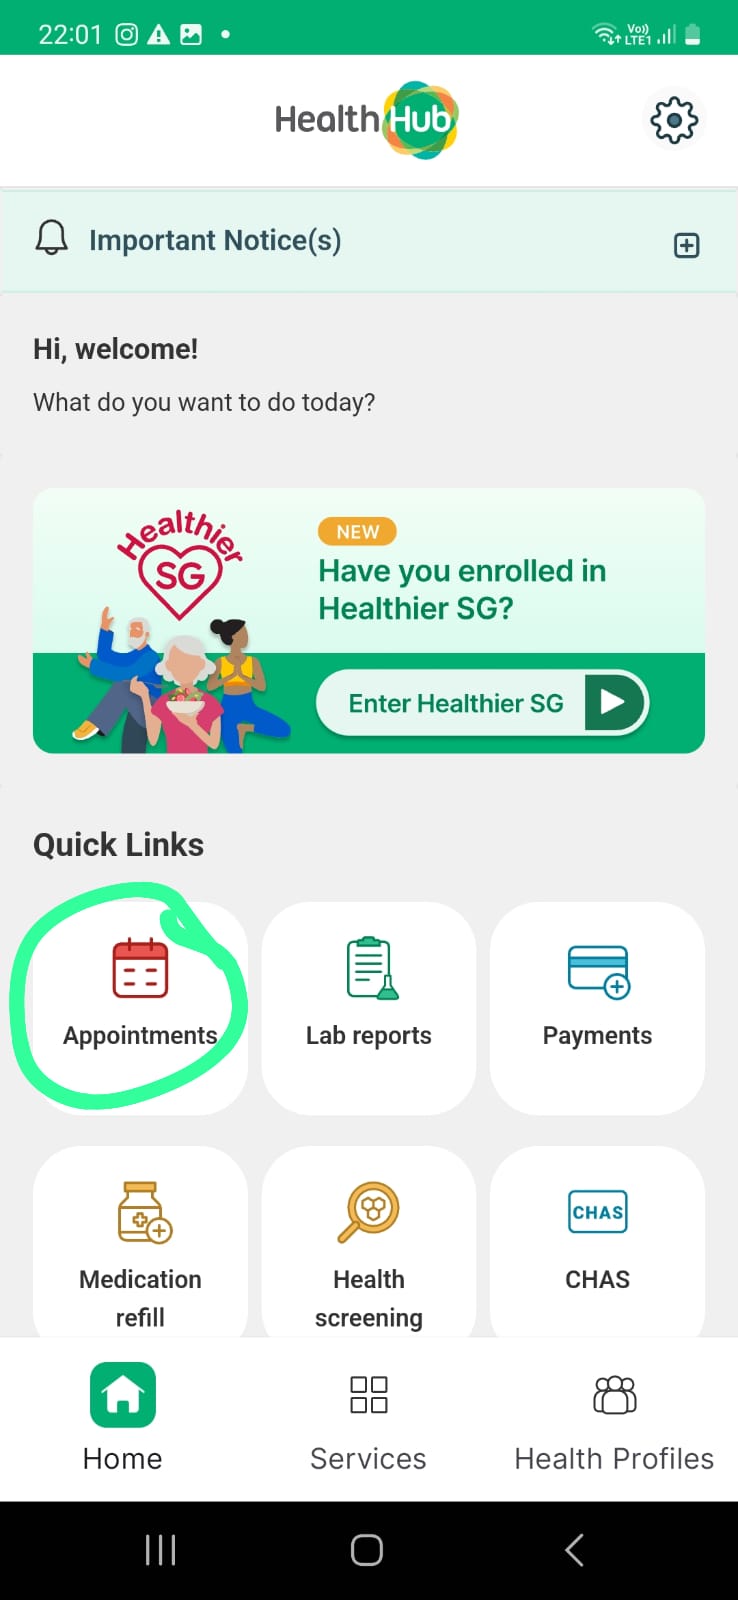 22:01
Vo))
LTE1
HealthHub
Important Notice(s)
Hi, welcome!
What do you want to do today?
Healthier
SG
NEW
Have you enrolled in
Healthier SG?
Enter Healthier SG
Quick Links
Appointments
Lab reports
Payments
CHAS
Medication
refill
Health
screening
CHAS
Home
Services
Health Profiles